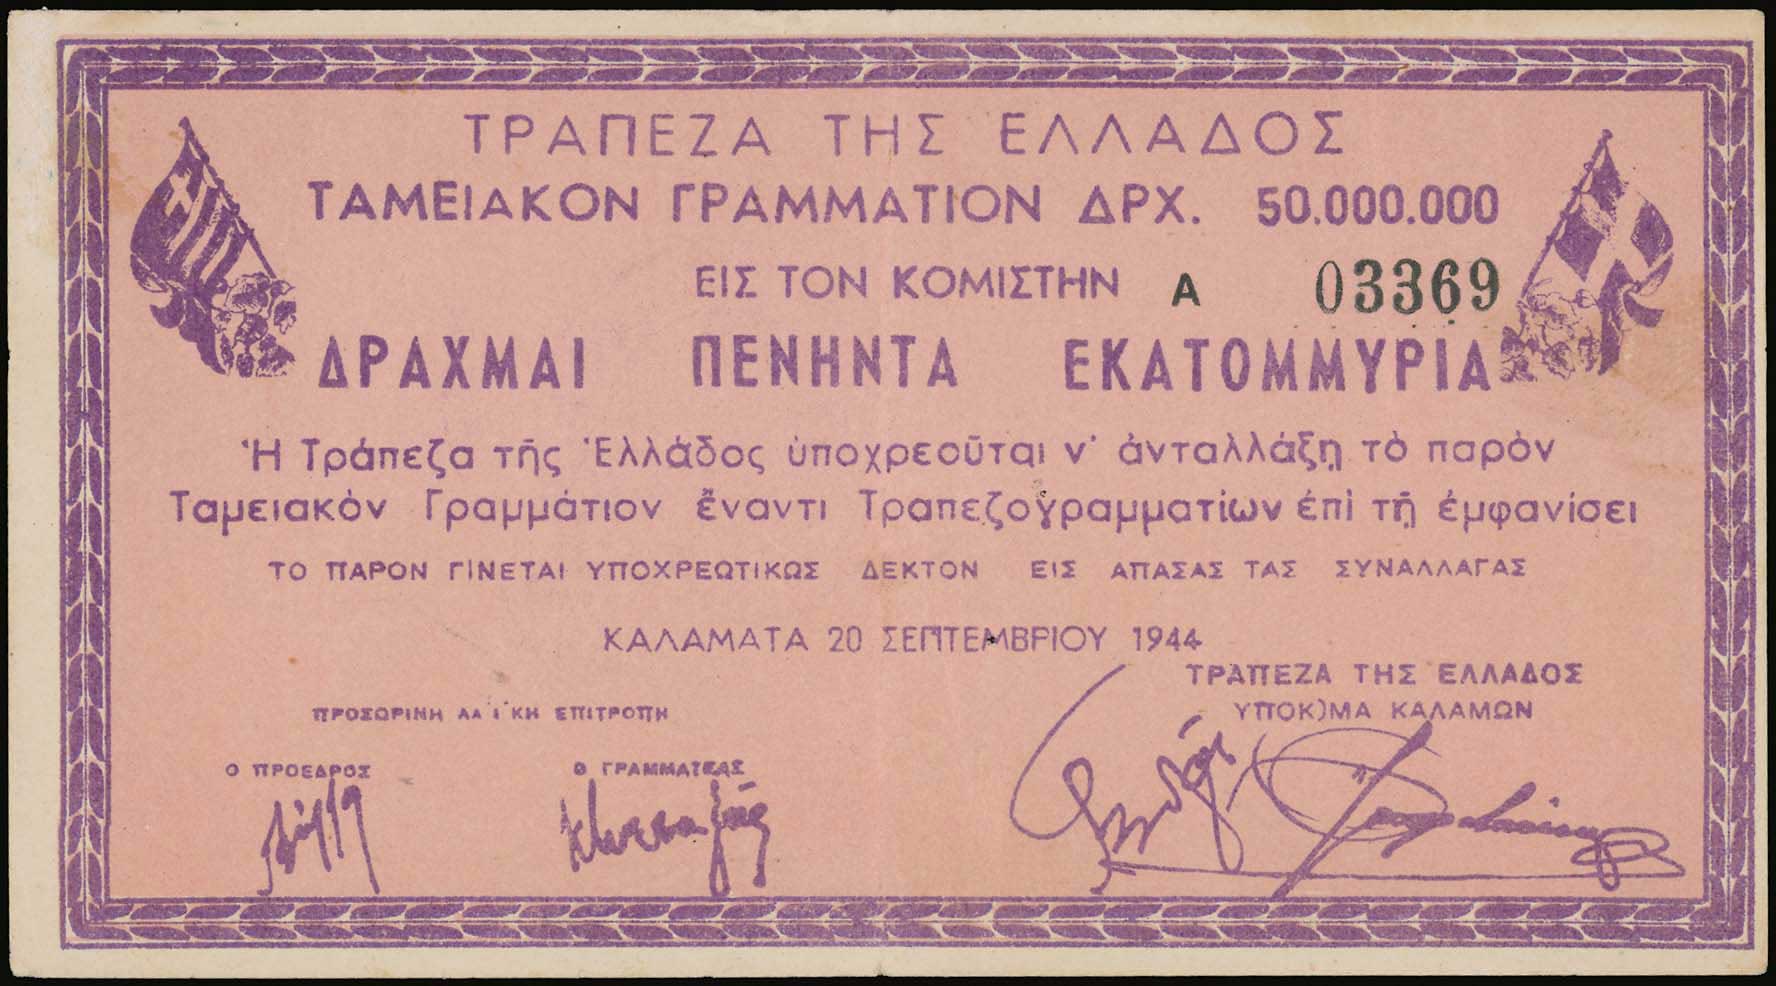 ΤΡΑΠΕΖΑ ΤΗΣ ΕΛΛΑΔΟΣ
ΤΑΜΕΙΑΚΟΝ ΓΡΑΜΜΑΤΙΟΝ ΔΡΧ. 50.000.000
ΕΙΣ ΤΟΝ ΚΟΜΙΣΤΗΝ Α 03369
ΔΡΑΧΜΑΙ ΠΕΝΗΝΤΑ ΕΚΑΤΟΜΜΥΡΙΑ
Ἡ Τράπεζα τῆς Ἑλλάδος ὑποχρεοῦται ν' ἀνταλλάξῃ τὸ παρὸν
Ταμειακὸν Γραμμάτιον ἔναντι Τραπεζογραμματίων ἐπὶ τῇ ἐμφανίσει
ΤΟ ΠΑΡΟΝ ΓΙΝΕΤΑΙ ΥΠΟΧΡΕΩΤΙΚΩΣ ΔΕΚΤΟΝ ΕΙΣ ΑΠΑΣΑΣ ΤΑΣ ΣΥΝΑΛΛΑΓΑΣ
ΚΑΛΑΜΑΤΑ 20 ΣΕΠΤΕΜΒΡΙΟΥ 1944
ΤΡΑΠΕΖΑ ΤΗΣ ΕΛΛΑΔΟΣ
ΥΠΟΚ)ΜΑ ΚΑΛΑΜΩΝ
ΠΡΟΣΩΡΙΝΗ ΛΑΪΚΗ ΕΠΙΤΡΟΠΗ
Ο ΠΡΟΕΔΡΟΣ Ο ΓΡΑΜΜΑΤΕΑΣ